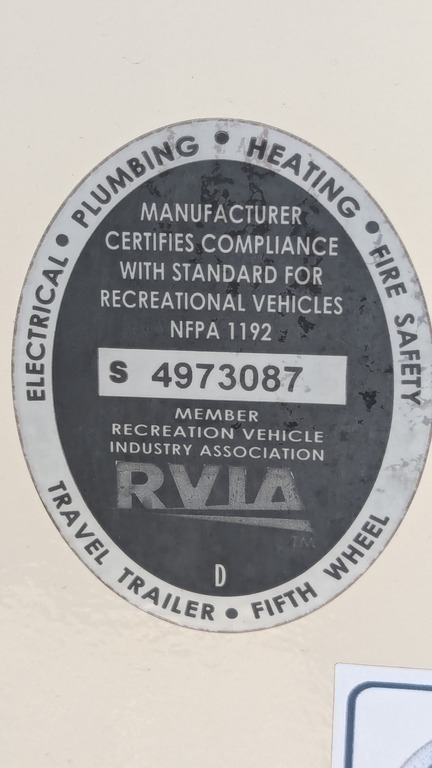 ELECTRICAL • PLUMBING • HEATING • FIRE SAFETY
MANUFACTURER
CERTIFIES COMPLIANCE
WITH STANDARD FOR
RECREATIONAL VEHICLES
NFPA 1192
S 4973087
MEMBER
RECREATION VEHICLE
INDUSTRY ASSOCIATION
RVIA
TM
D
TRAVEL TRAILER • FIFTH WHEEL